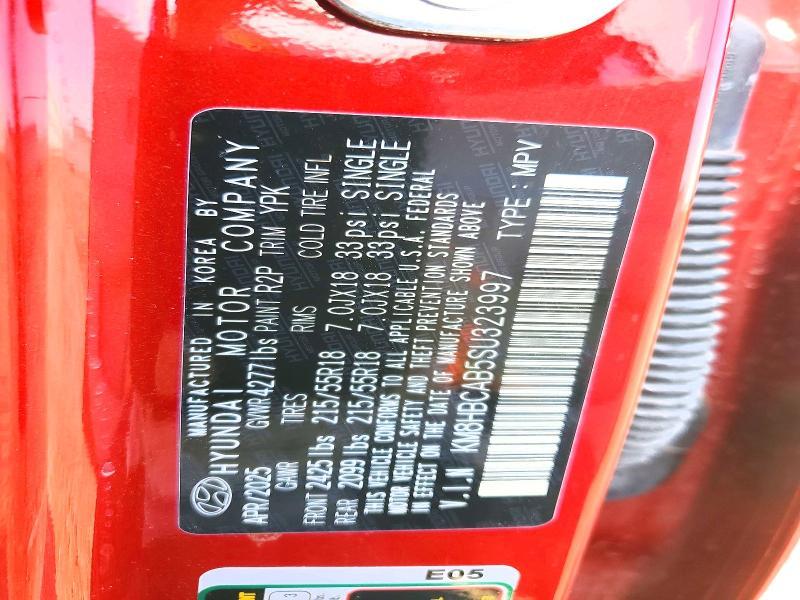 MANUFACTURED IN KOREA BY
HYUNDAI MOTOR COMPANY
APR/2025 GVWR 4277 lbs PAINT R2P TRIM YPK
GAWR TIRES RMS COLD TIRE INFL
FRONT 2425 lbs 215/55R18 7.0JX18 33psi SINGLE
REAR 2099 lbs 215/55R18 7.0JX18 33psi SINGLE
THIS VEHICLE CONFORMS TO ALL APPLICABLE U.S.A. FEDERAL
MOTOR VEHICLE SAFETY AND THEFT PREVENTION STANDARDS
IN EFFECT ON THE DATE OF MANUFACTURE SHOWN ABOVE
V.I.N KM8HBCAB5SU323997 TYPE : MPV
E05